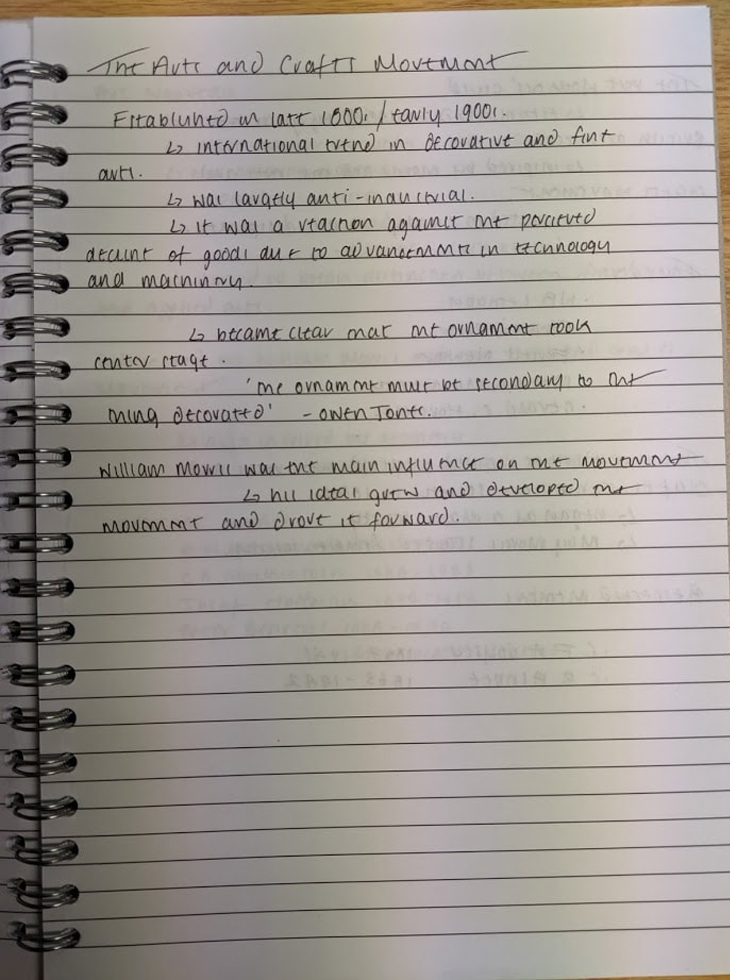 The Arts and Crafts Movement
Established in late 1800s / early 1900s.
↳ international trend in decorative and fine
arts.
↳ was largely anti-industrial.
↳ it was a reaction against the percieved
decline of goods due to advancements in technology
and machinery.
↳ became clear that the ornament took
center stage.
'The ornament must be secondary to the
thing decorated' - Owen Jones.
William Morris was the main influence on the movement
↳ his ideas grew and developed the
movement and drove it forward.